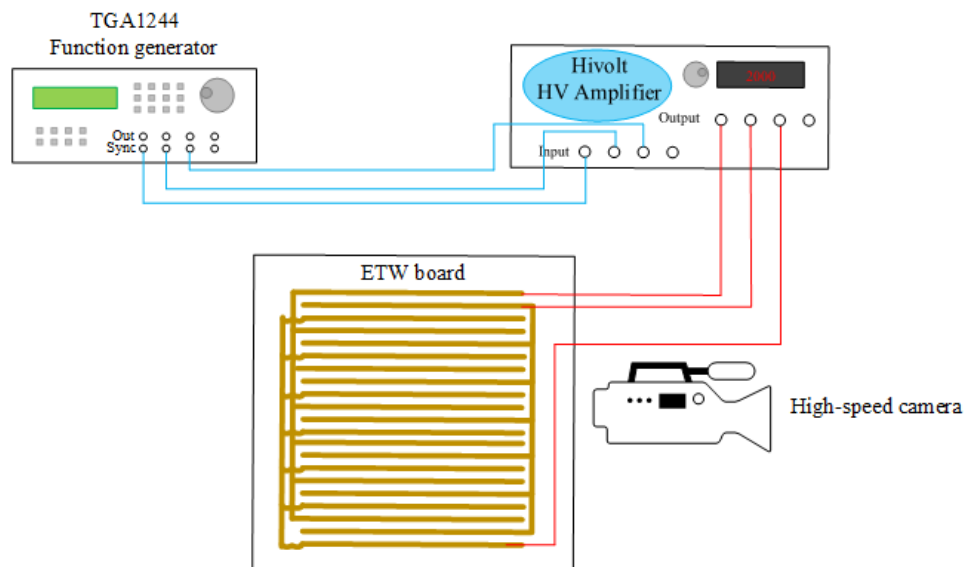 TGA1244
Function generator
Out
Sync
Hivolt
HV Amplifier
2000
Output
Input
ETW board
High-speed camera